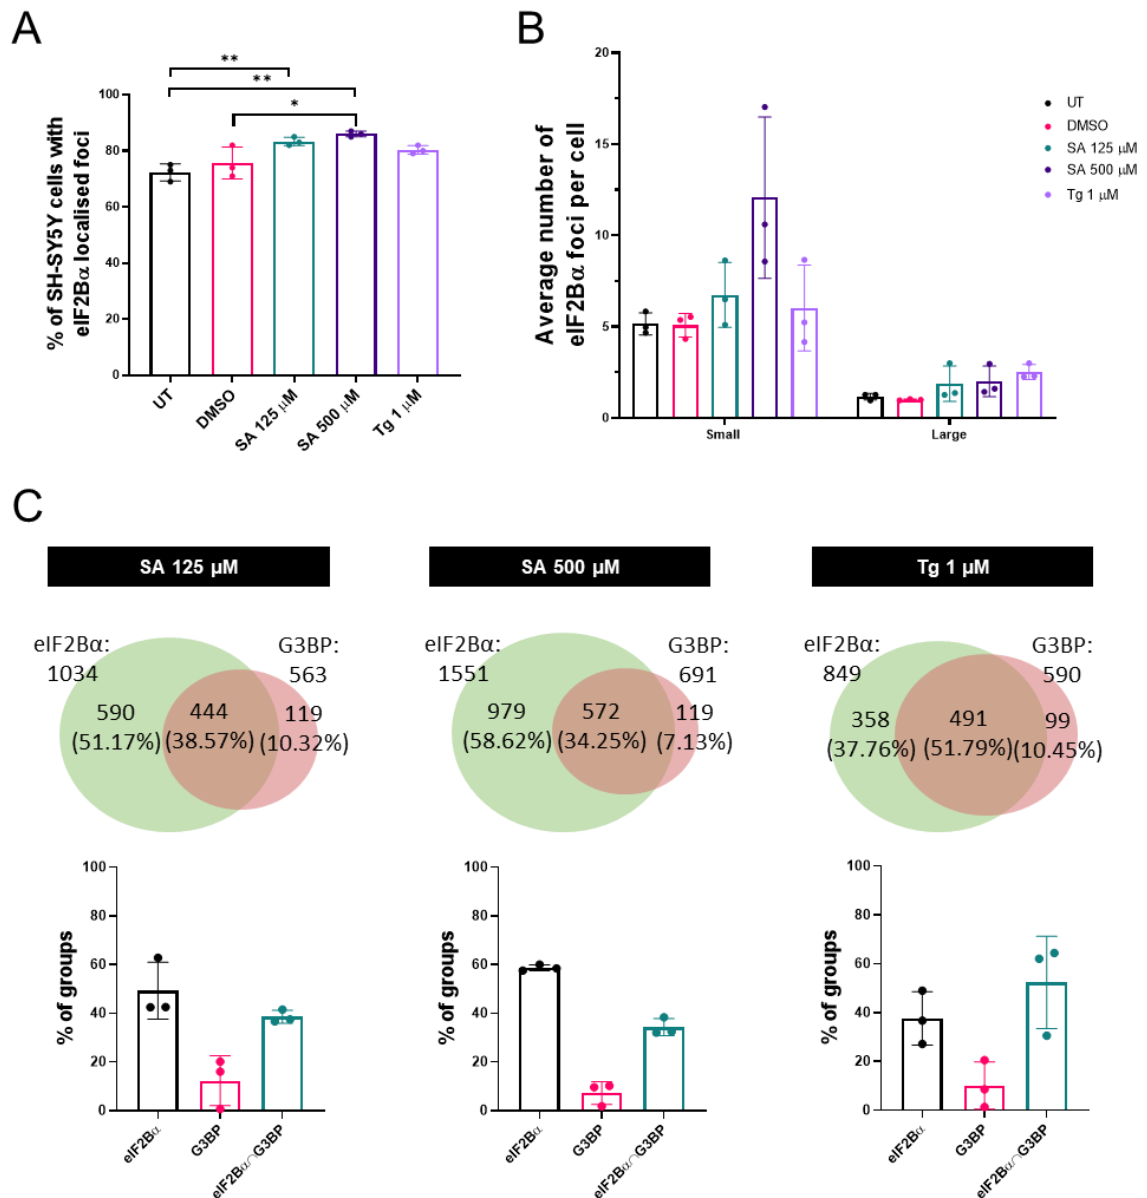 A
**
**
*
% of SH-SY5Y cells with
eIF2Bα localised foci
100
80
60
40
20
0
UT
DMSO
SA 125 µM
SA 500 µM
Tg 1 µM
B
Average number of
eIF2Bα foci per cell
20
15
10
5
0
Small
Large
UT
DMSO
SA 125 µM
SA 500 µM
Tg 1 µM
C
SA 125 µM
eIF2Bα:
1034
G3BP:
563
590
(51.17%)
444
(38.57%)
119
(10.32%)
SA 500 µM
eIF2Bα:
1551
G3BP:
691
979
(58.62%)
572
(34.25%)
119
(7.13%)
Tg 1 µM
eIF2Bα:
849
G3BP:
590
358
(37.76%)
491
(51.79%)
99
(10.45%)
% of groups
100
80
60
40
20
0
eIF2Bα
G3BP
eIF2Bα∩G3BP
% of groups
100
80
60
40
20
0
eIF2Bα
G3BP
eIF2Bα∩G3BP
% of groups
100
80
60
40
20
0
eIF2Bα
G3BP
eIF2Bα∩G3BP